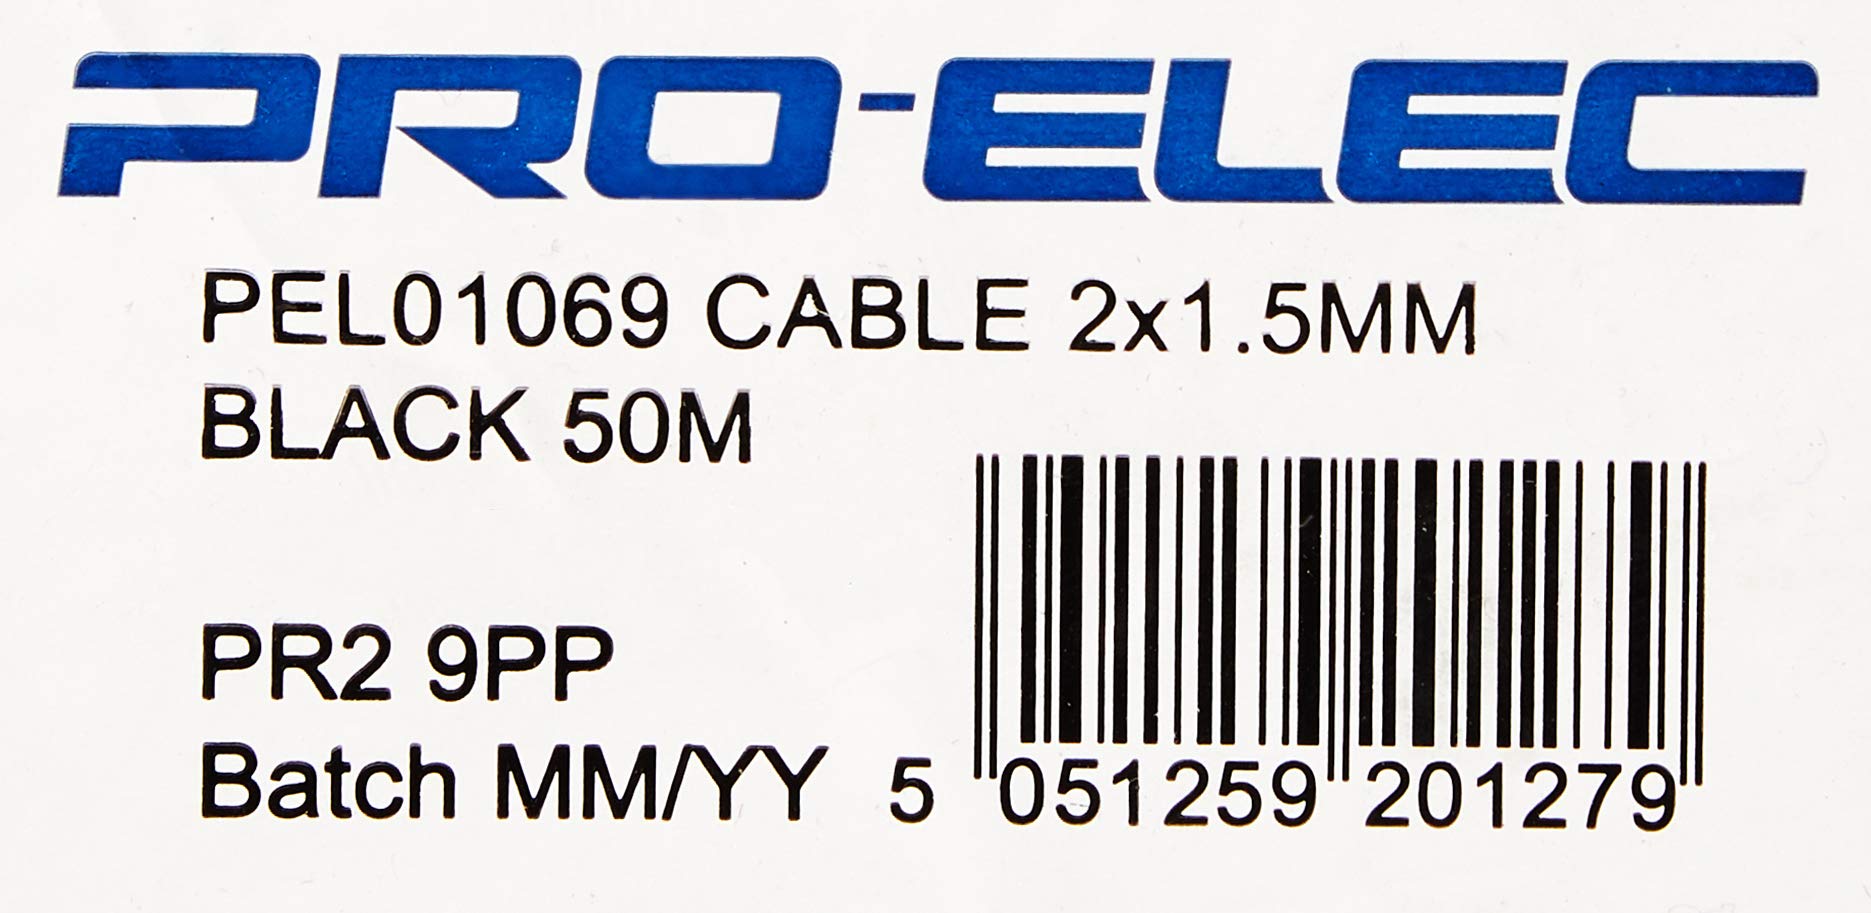 PRO-ELEC
PEL01069 CABLE 2x1.5MM
BLACK 50M
PR2 9PP
Batch MM/YY
5 051259 201279